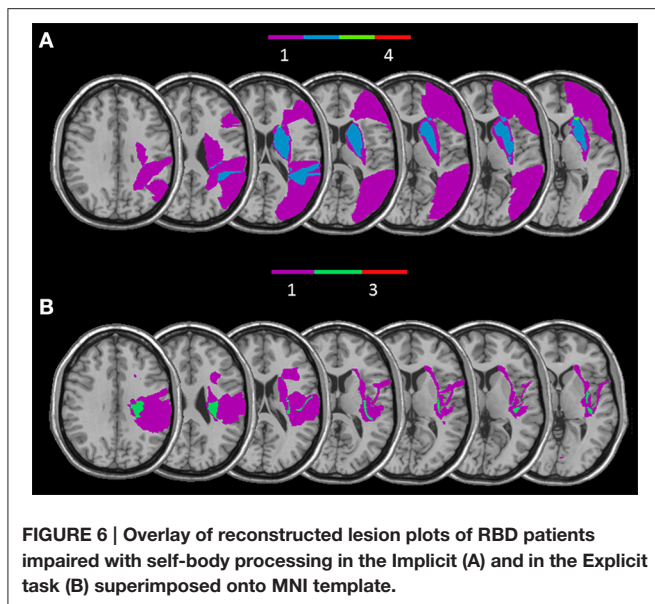 A
1 4
B
1 3
FIGURE 6 | Overlay of reconstructed lesion plots of RBD patients
impaired with self-body processing in the Implicit (A) and in the Explicit
task (B) superimposed onto MNI template.